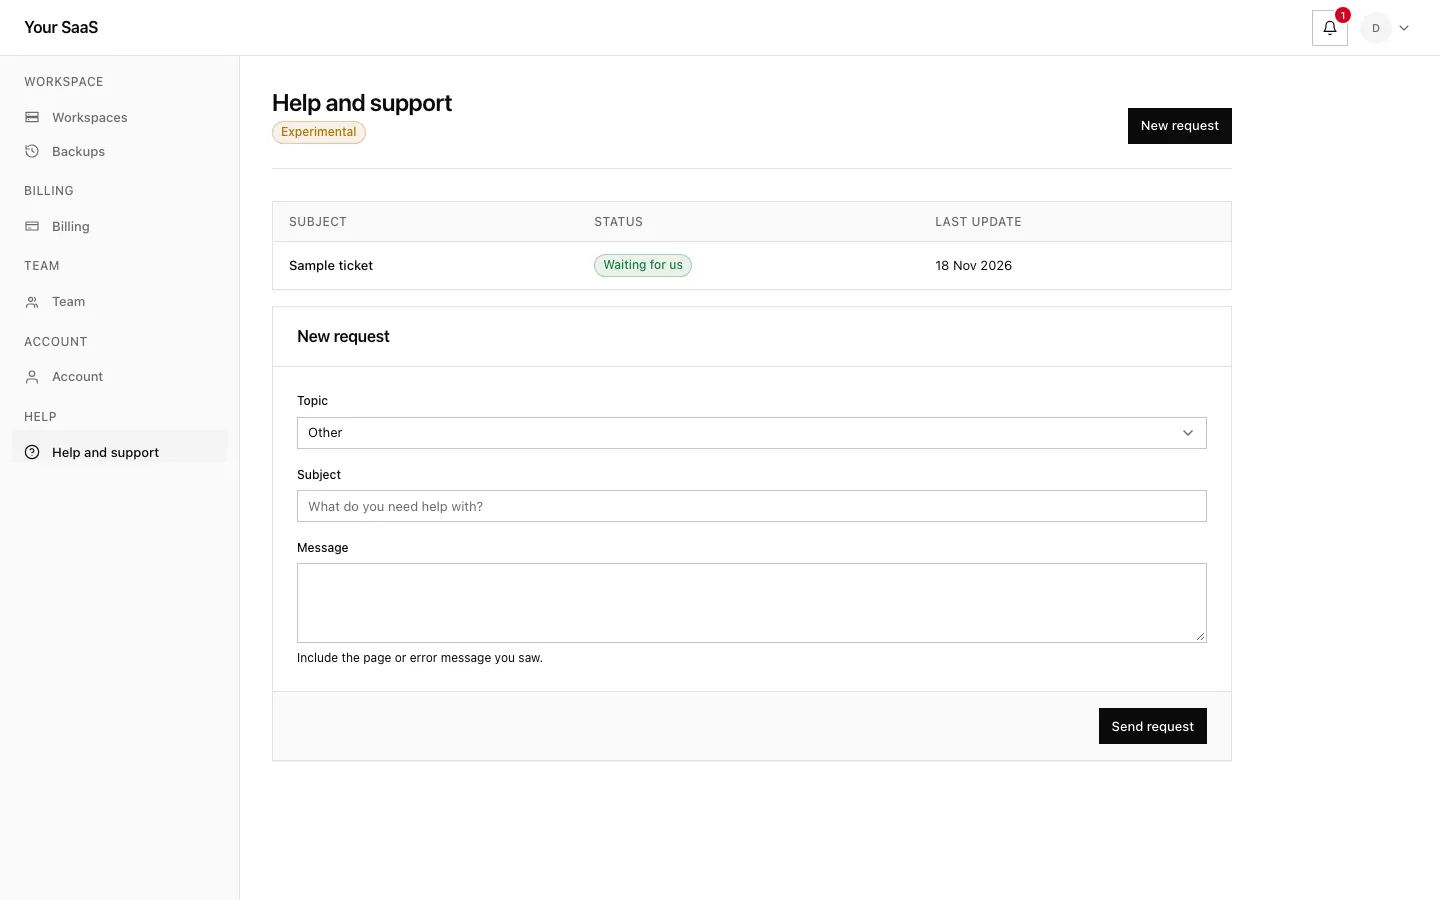 Your SaaS
1
D
WORKSPACE
Workspaces
Backups
BILLING
Billing
TEAM
Team
ACCOUNT
Account
HELP
Help and support
Help and support
Experimental
New request
SUBJECT STATUS LAST UPDATE
Sample ticket Waiting for us 18 Nov 2026
New request
Topic
Other
Subject
What do you need help with?
Message
Include the page or error message you saw.
Send request